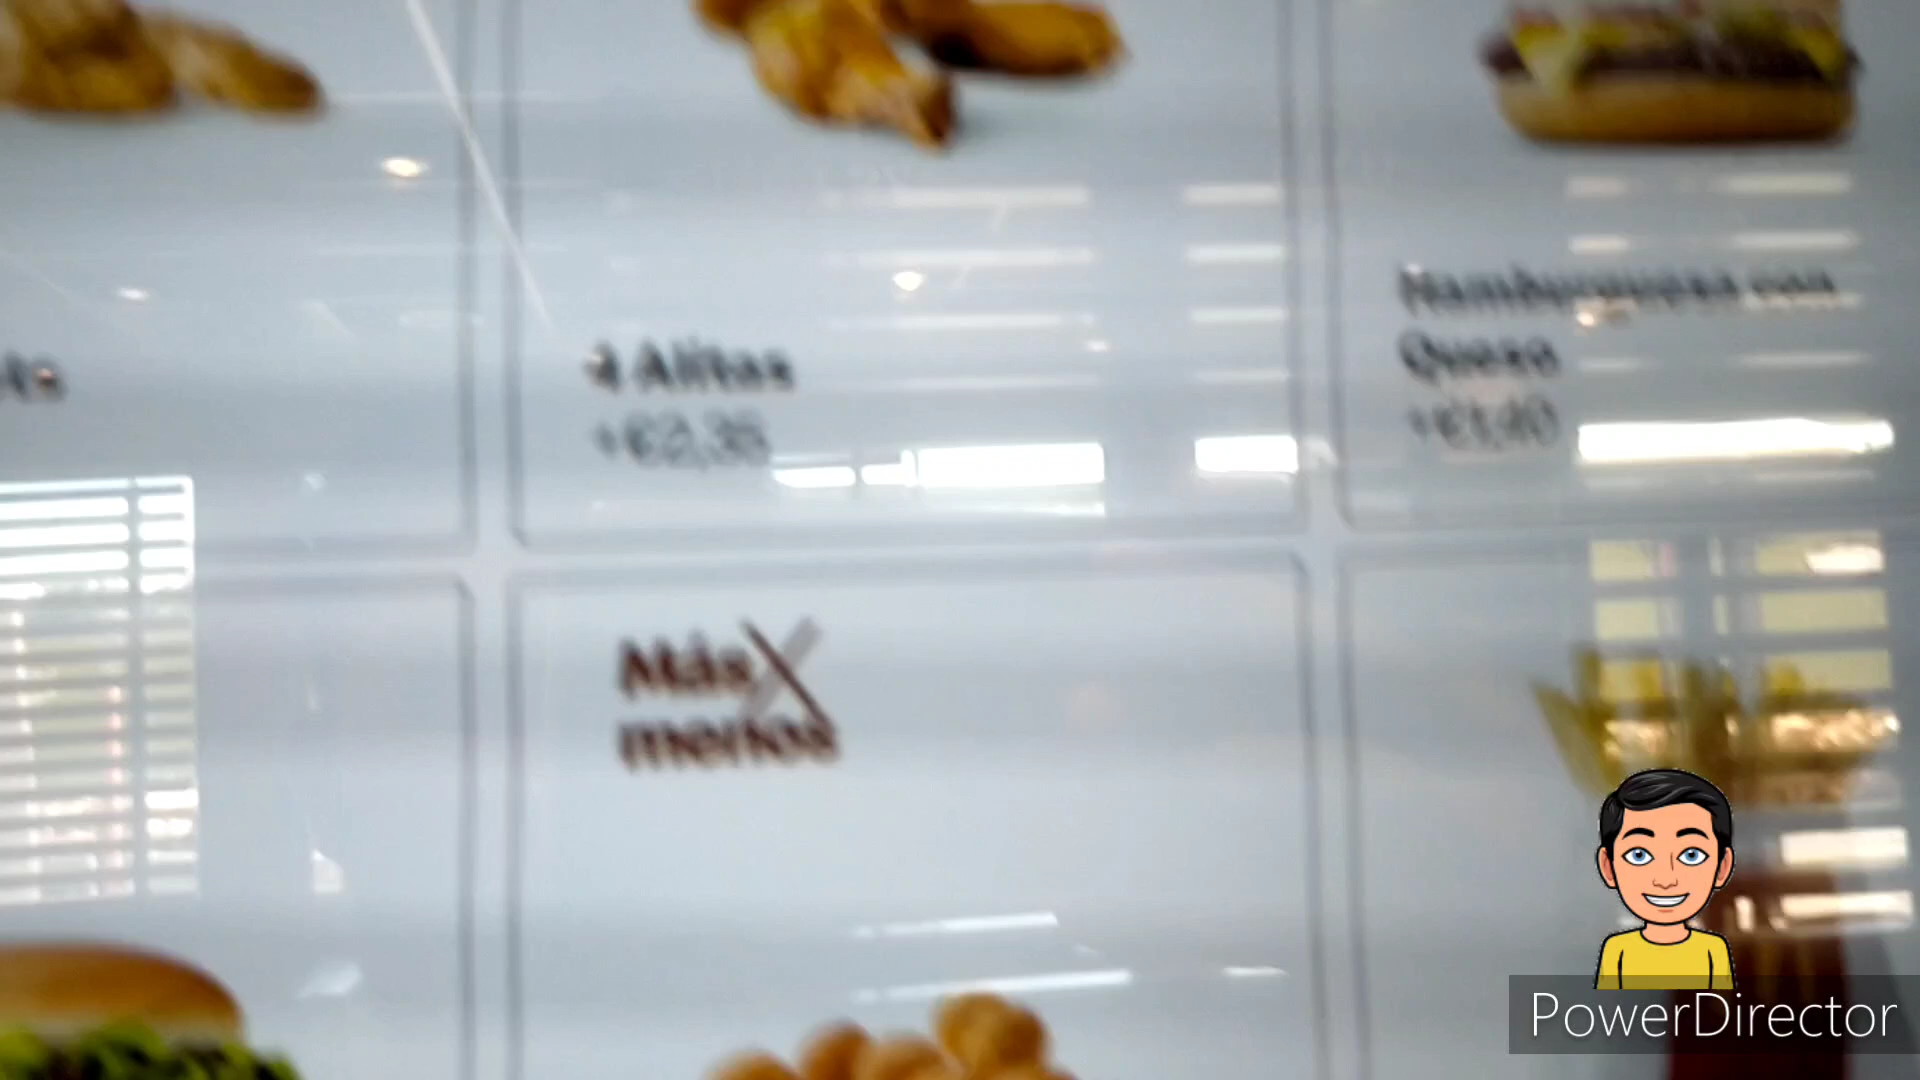 4 Alitas
+€2,35
Hamburguesa con
Queso
+€1,40
Más
menos
PowerDirector